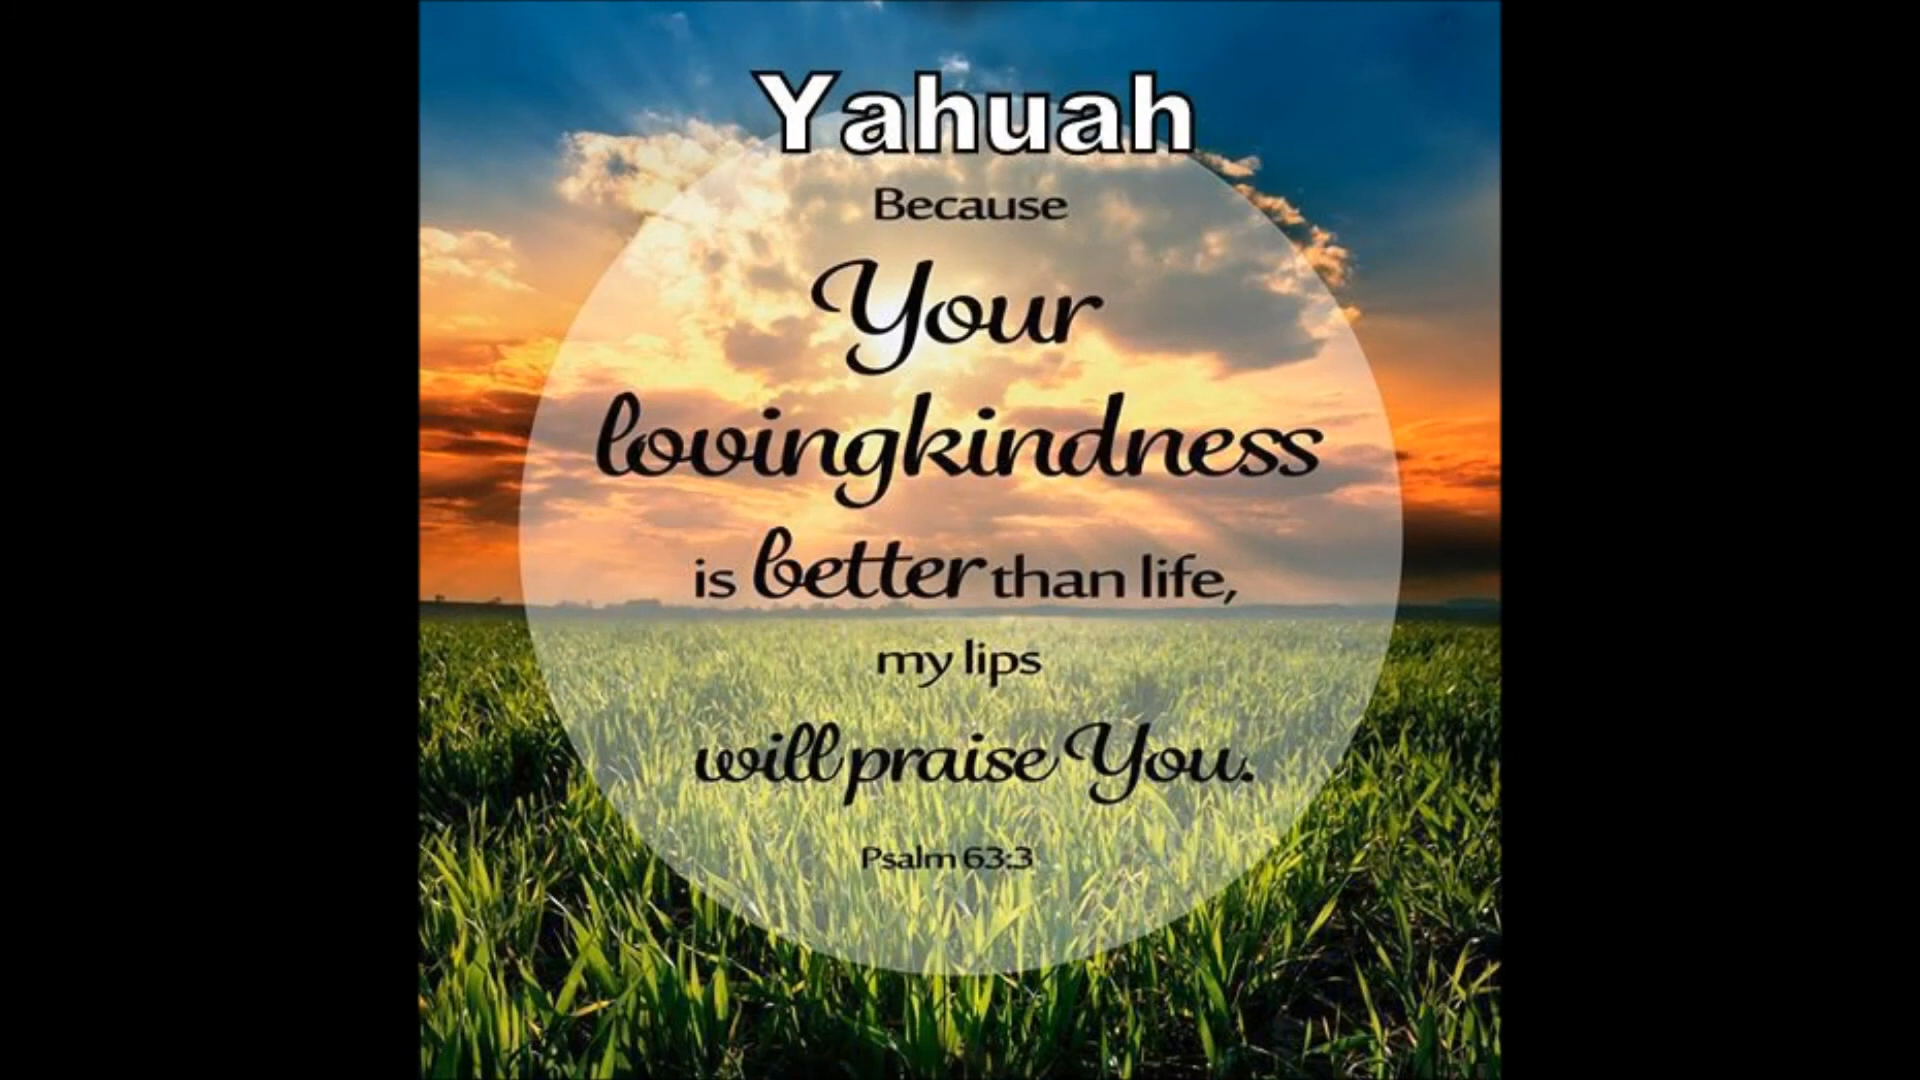 Yahuah
Because
Your
lovingkindness
is better than life,
my lips
will praise You.
Psalm 63:3